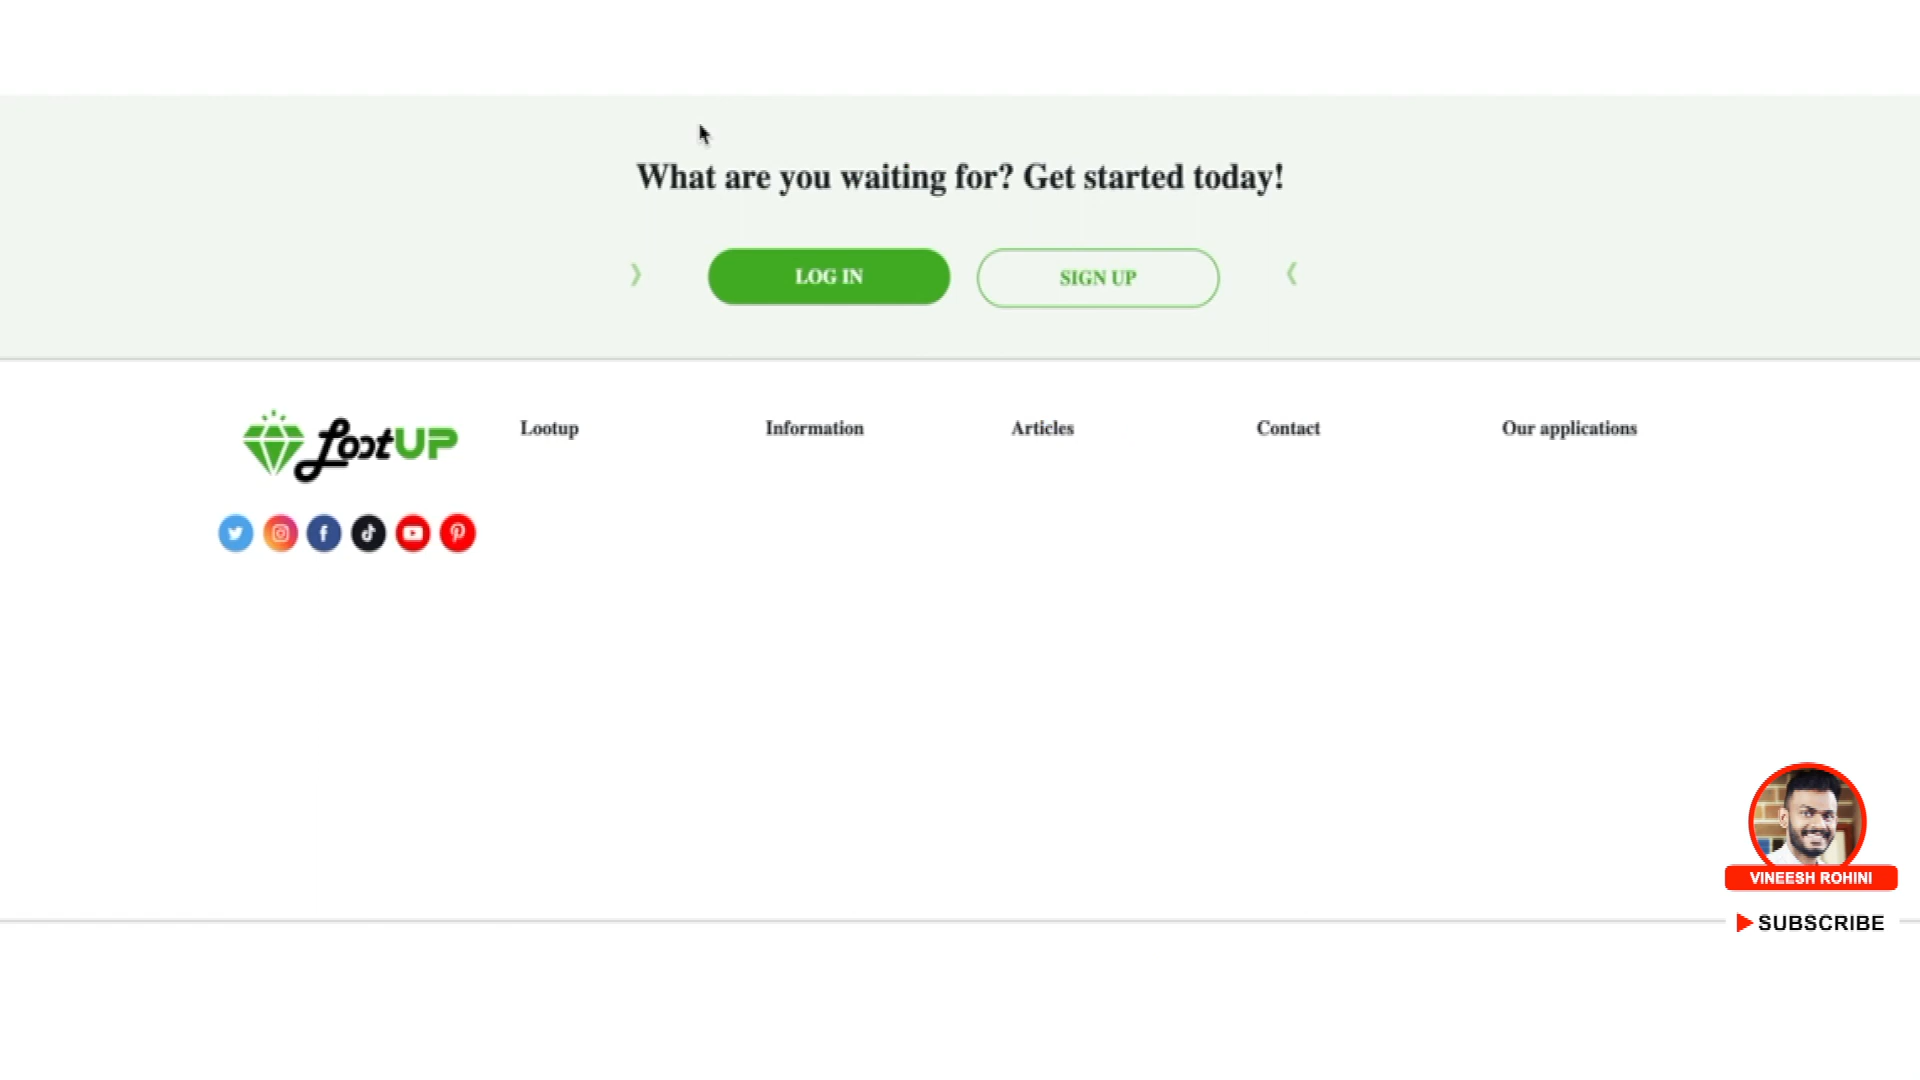 What are you waiting for? Get started today!
LOG IN
SIGN UP
LootUP
Lootup
Information
Articles
Contact
Our applications
VINEESH ROHINI
SUBSCRIBE